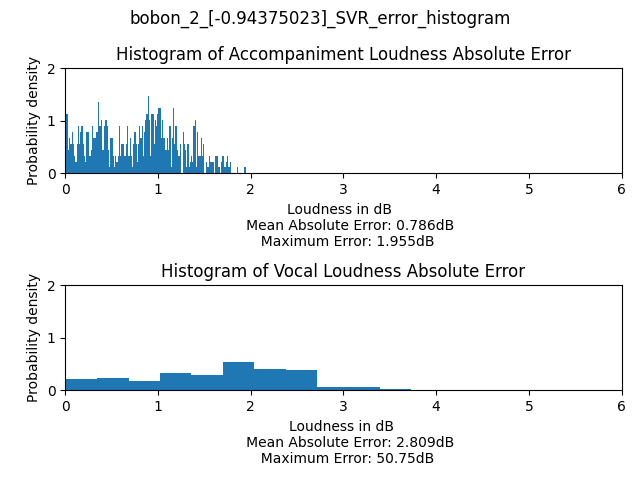 bobon_2_[-0.94375023]_SVR_error_histogram
Histogram of Accompaniment Loudness Absolute Error
Probability density
2
1
0
0 1 2 3 4 5 6
Loudness in dB
Mean Absolute Error: 0.786dB
Maximum Error: 1.955dB
Histogram of Vocal Loudness Absolute Error
Probability density
2
1
0
0 1 2 3 4 5 6
Loudness in dB
Mean Absolute Error: 2.809dB
Maximum Error: 50.75dB